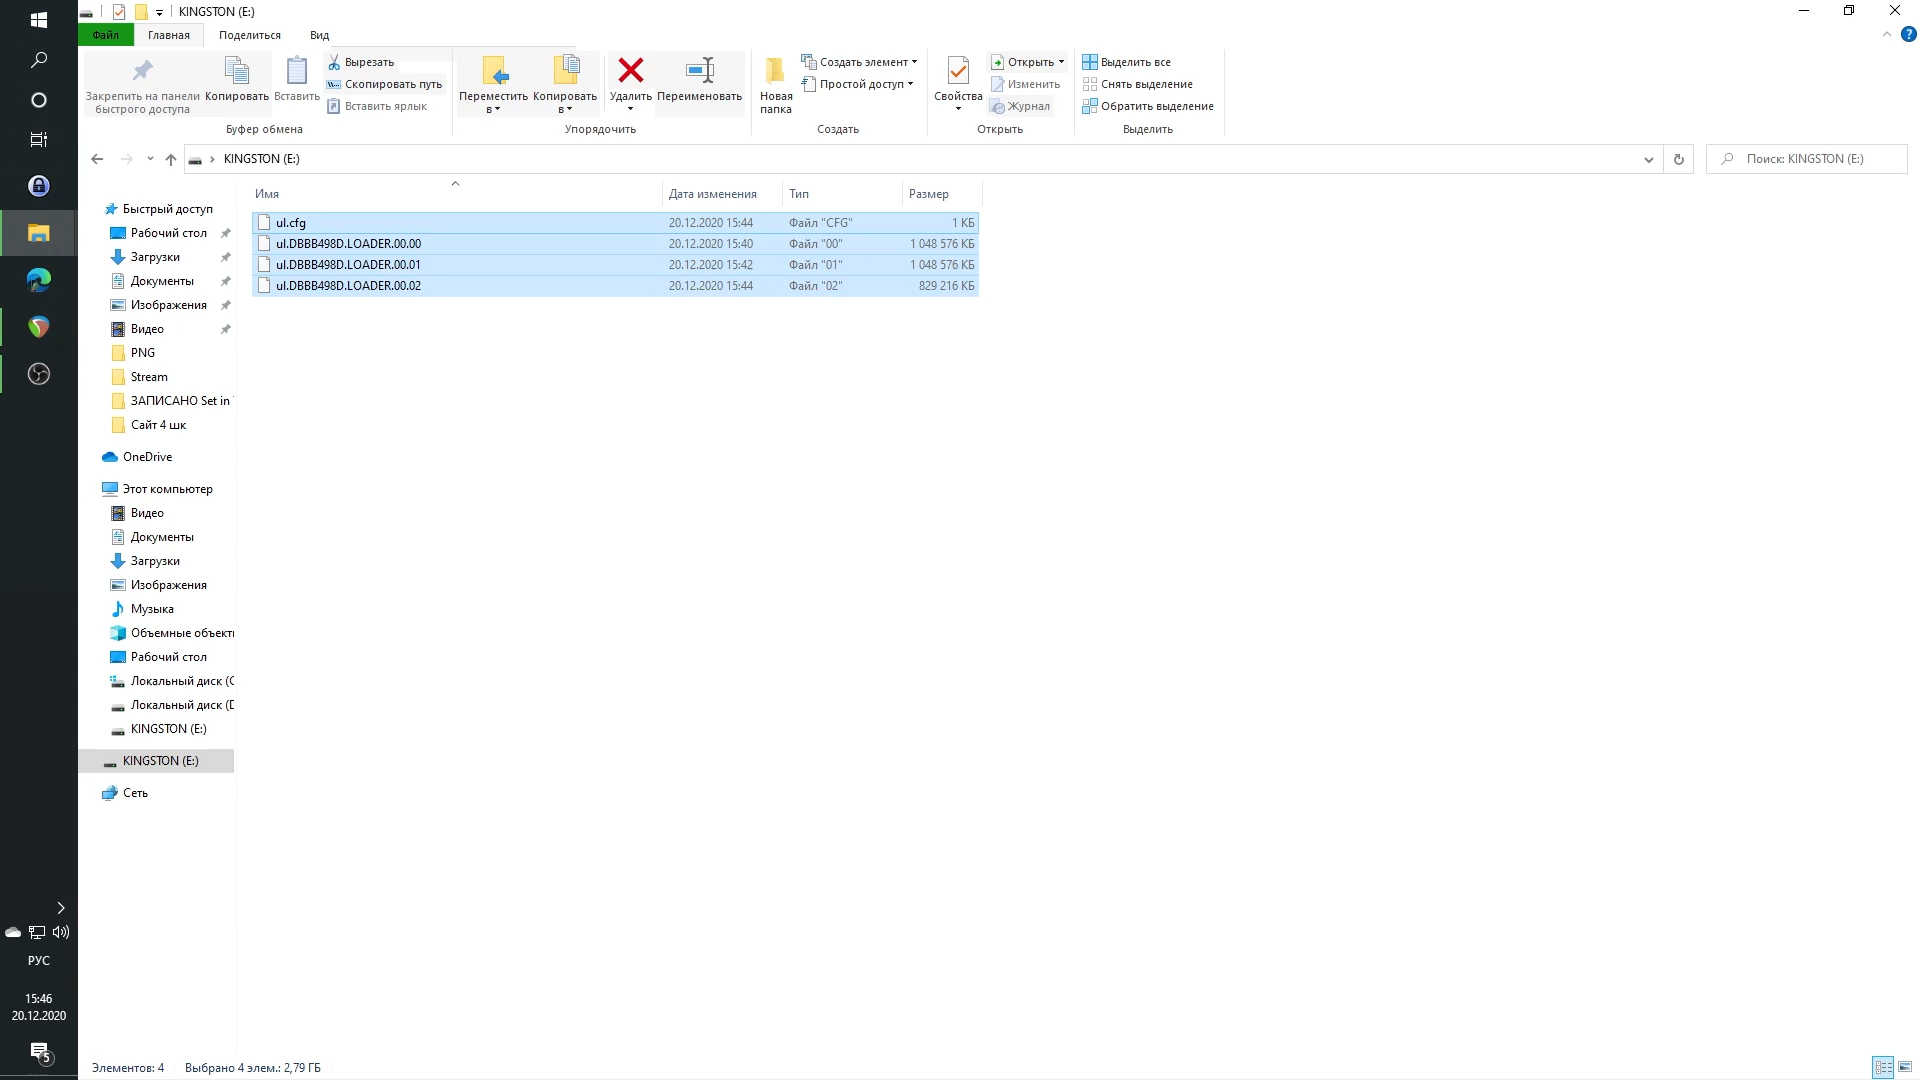 KINGSTON (E:)
Файл
Главная
Поделиться
Вид
Закрепить на панели
быстрого доступа
Копировать
Вставить
Вырезать
Скопировать путь
Вставить ярлык
Буфер обмена
Переместить
в
Копировать
в
Удалить
Переименовать
Упорядочить
Новая
папка
Создать элемент
Простой доступ
Создать
Свойства
Открыть
Изменить
Журнал
Открыть
Выделить все
Снять выделение
Обратить выделение
Выделить
KINGSTON (E:)
Поиск: KINGSTON (E:)
Имя Дата изменения Тип Размер
ul.cfg 20.12.2020 15:44 Файл "CFG" 1 КБ
ul.DBBB498D.LOADER.00.00 20.12.2020 15:40 Файл "00" 1 048 576 КБ
ul.DBBB498D.LOADER.00.01 20.12.2020 15:42 Файл "01" 1 048 576 КБ
ul.DBBB498D.LOADER.00.02 20.12.2020 15:44 Файл "02" 829 216 КБ
Быстрый доступ
Рабочий стол
Загрузки
Документы
Изображения
Видео
PNG
Stream
ЗАПИСАНО Set in
Сайт 4 шк
OneDrive
Этот компьютер
Видео
Документы
Загрузки
Изображения
Музыка
Объемные объект
Рабочий стол
Локальный диск (C
Локальный диск (D
KINGSTON (E:)
KINGSTON (E:)
Сеть
РУС
15:46
20.12.2020
5
Элементов: 4
Выбрано 4 элем.: 2,79 ГБ